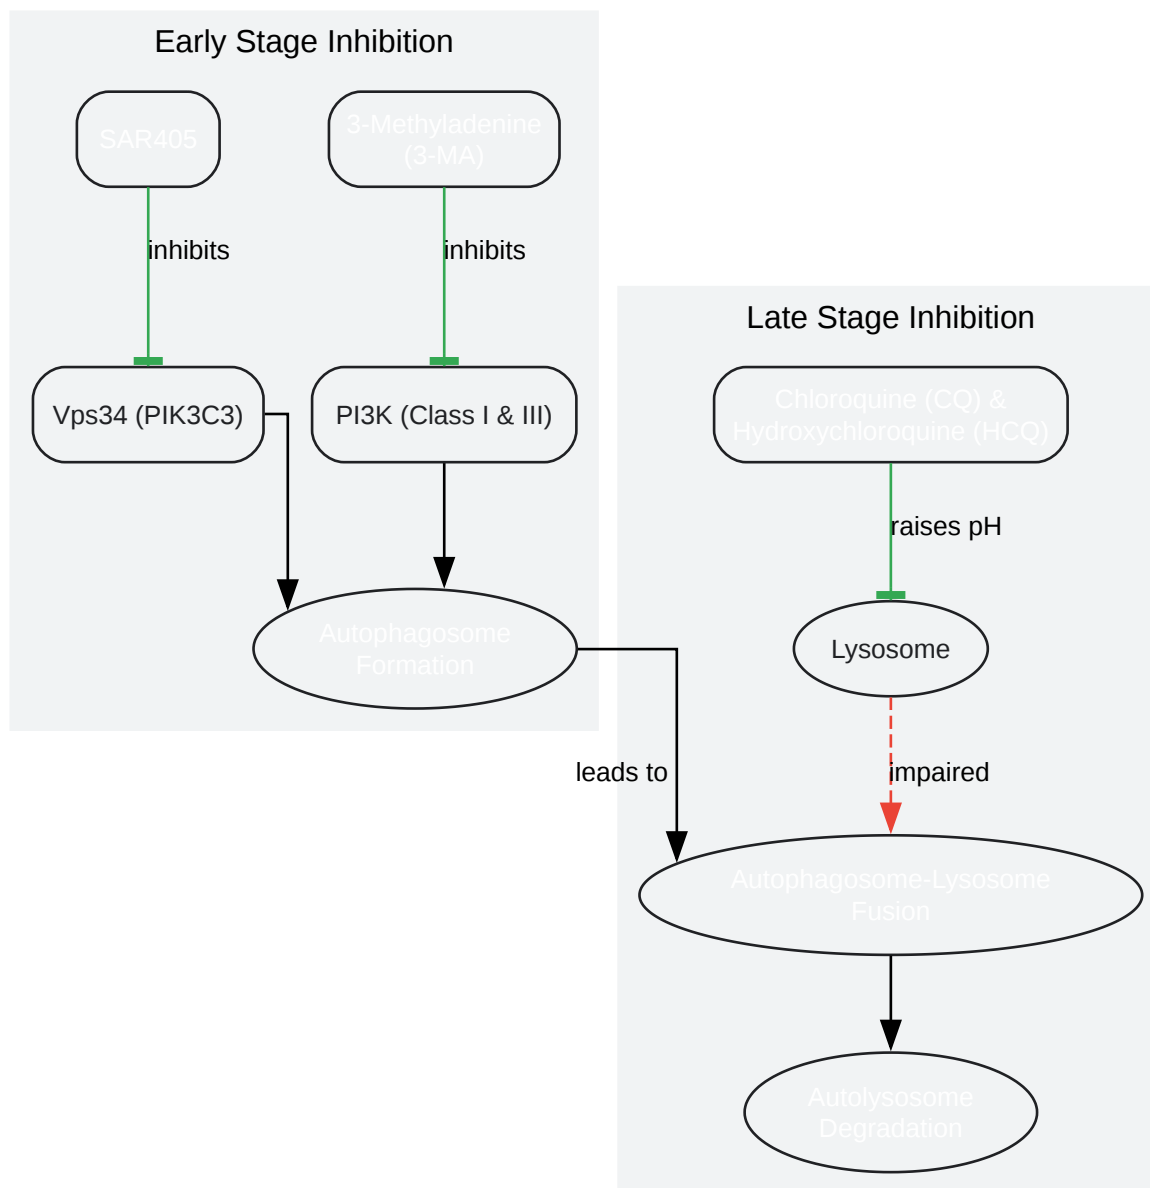 Early Stage Inhibition
SAR405
3-Methyladenine
(3-MA)
inhibits
inhibits
Vps34 (PIK3C3)
PI3K (Class I & III)
Autophagosome
Formation
leads to
Late Stage Inhibition
Chloroquine (CQ) &
Hydroxychloroquine (HCQ)
raises pH
Lysosome
impaired
Autophagosome-Lysosome
Fusion
Autolysosome
Degradation